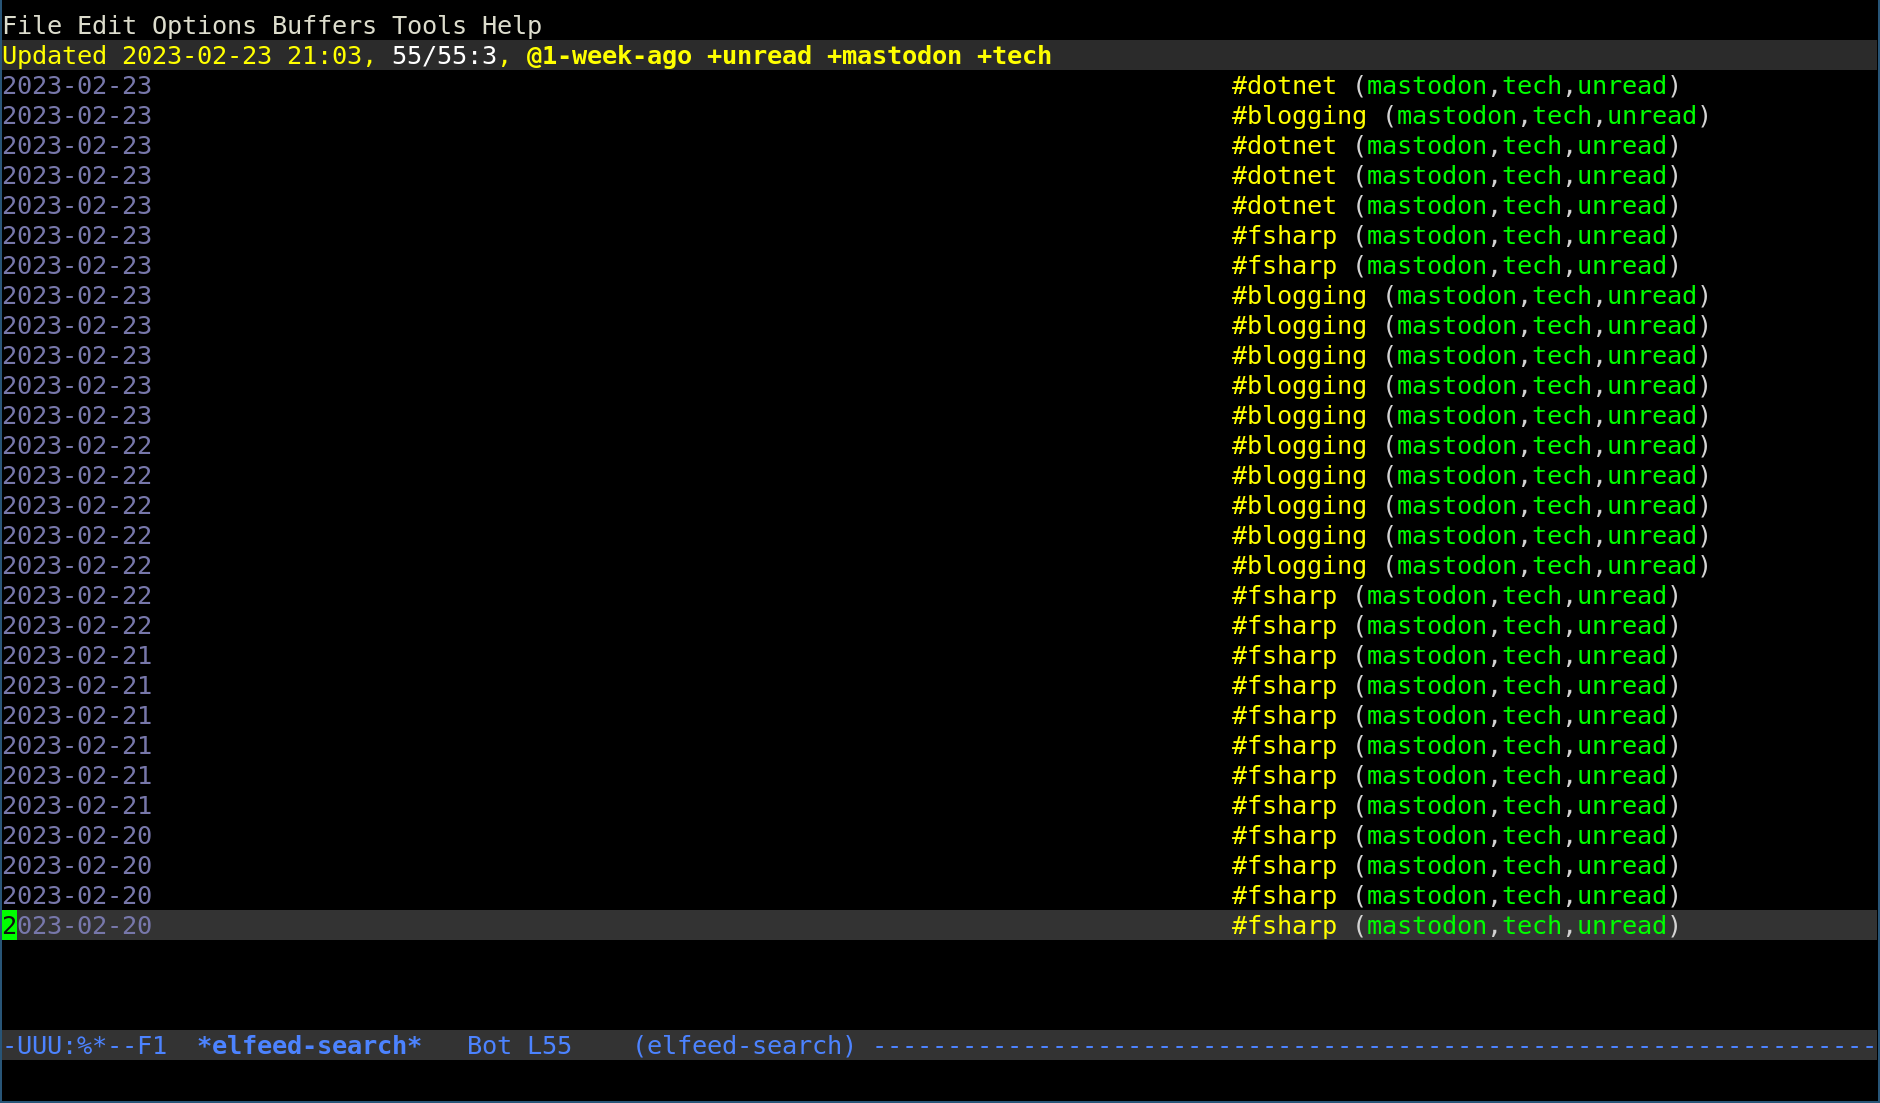 File Edit Options Buffers Tools Help
Updated 2023-02-23 21:03, 55/55:3, @1-week-ago +unread +mastodon +tech
2023-02-23 #dotnet (mastodon,tech,unread)
2023-02-23 #blogging (mastodon,tech,unread)
2023-02-23 #dotnet (mastodon,tech,unread)
2023-02-23 #dotnet (mastodon,tech,unread)
2023-02-23 #dotnet (mastodon,tech,unread)
2023-02-23 #fsharp (mastodon,tech,unread)
2023-02-23 #fsharp (mastodon,tech,unread)
2023-02-23 #blogging (mastodon,tech,unread)
2023-02-23 #blogging (mastodon,tech,unread)
2023-02-23 #blogging (mastodon,tech,unread)
2023-02-23 #blogging (mastodon,tech,unread)
2023-02-23 #blogging (mastodon,tech,unread)
2023-02-22 #blogging (mastodon,tech,unread)
2023-02-22 #blogging (mastodon,tech,unread)
2023-02-22 #blogging (mastodon,tech,unread)
2023-02-22 #blogging (mastodon,tech,unread)
2023-02-22 #blogging (mastodon,tech,unread)
2023-02-22 #fsharp (mastodon,tech,unread)
2023-02-22 #fsharp (mastodon,tech,unread)
2023-02-21 #fsharp (mastodon,tech,unread)
2023-02-21 #fsharp (mastodon,tech,unread)
2023-02-21 #fsharp (mastodon,tech,unread)
2023-02-21 #fsharp (mastodon,tech,unread)
2023-02-21 #fsharp (mastodon,tech,unread)
2023-02-21 #fsharp (mastodon,tech,unread)
2023-02-20 #fsharp (mastodon,tech,unread)
2023-02-20 #fsharp (mastodon,tech,unread)
2023-02-20 #fsharp (mastodon,tech,unread)
2023-02-20 #fsharp (mastodon,tech,unread)
-UUU:%*--F1  *elfeed-search*   Bot L55    (elfeed-search) -------------------------------------------------------------------